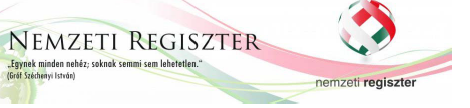 NEMZETI REGISZTER
„Egynek minden nehéz; soknak semmi sem lehetetlen.“
(Gróf Széchenyi István)
nemzeti regiszter